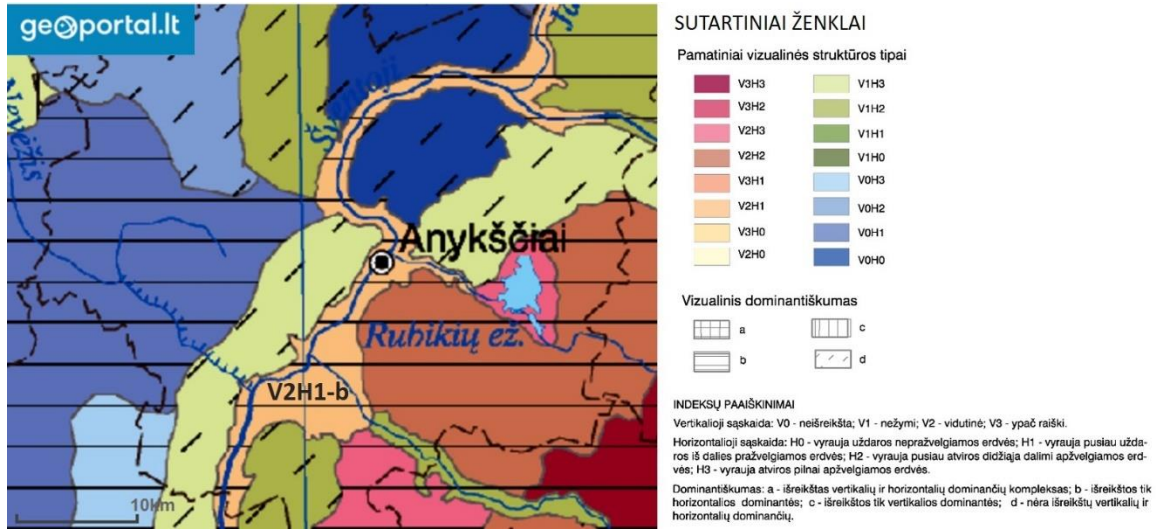 geoportal.lt
Nevėžis
Šventoji
Anykščiai
Rubikių ež.
V2H1-b
10km
SUTARTINIAI ŽENKLAI
Pamatiniai vizualinės struktūros tipai
V3H3
V3H2
V2H3
V2H2
V3H1
V2H1
V3H0
V2H0
V1H3
V1H2
V1H1
V1H0
V0H3
V0H2
V0H1
V0H0
Vizualinis dominantiškumas
a
b
c
d
INDEKSŲ PAAIŠKINIMAI
Vertikalioji sąskaida: V0 - neišreikšta; V1 - nežymi; V2 - vidutinė; V3 - ypač raiški.
Horizontalioji sąskaida: H0 - vyrauja uždaros nepražvelgiamos erdvės; H1 - vyrauja pusiau uždaros iš dalies pražvelgiamos erdvės; H2 - vyrauja pusiau atviros didžiąja dalimi apžvelgiamos erdvės; H3 - vyrauja atviros pilnai apžvelgiamos erdvės.
Dominantiškumas: a - išreikštas vertikalių ir horizontalių dominančių kompleksas; b - išreikštos tik horizontalios dominantės; c - išreikštos tik vertikalios dominantės; d - nėra išreikštų vertikalių ir horizontalių dominančių.